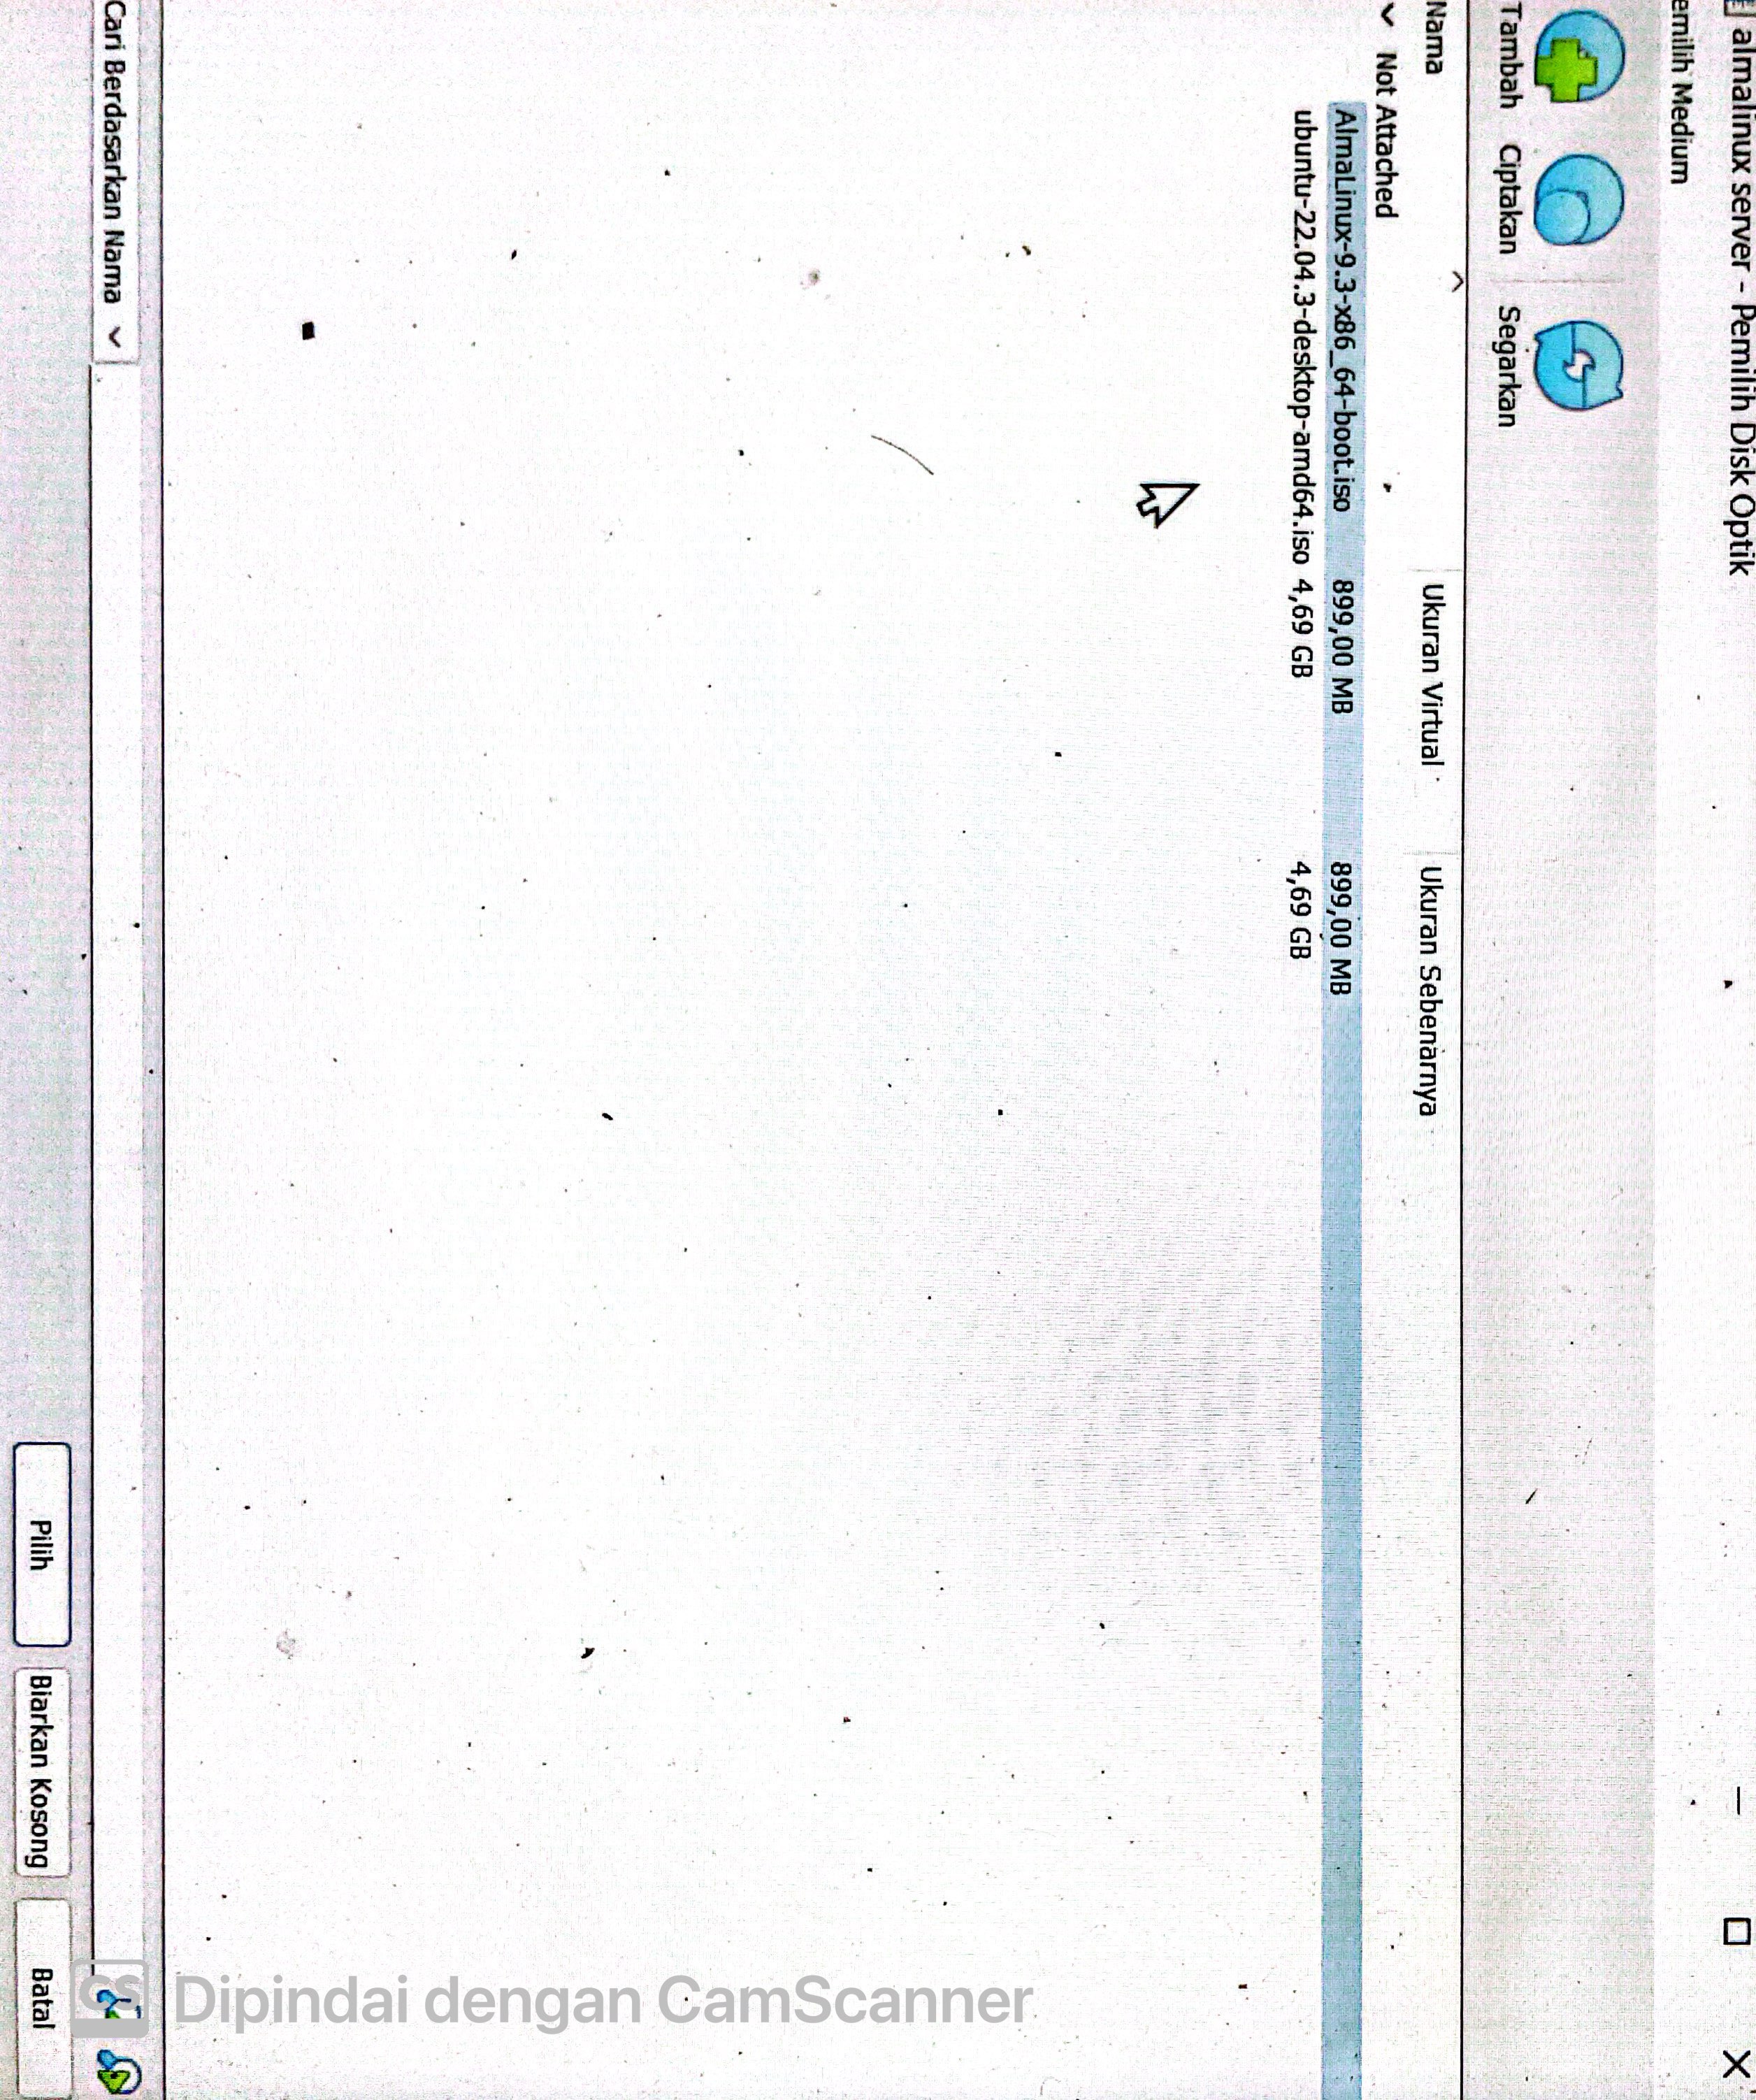 almalinux server - Pemilih Disk Optik
emilih Medium
Tambah Ciptakan Segarkan
Nama Ukuran Virtual Ukuran Sebenarnya
Not Attached
AlmaLinux-9.3-x86_64-boot.iso 899,00 MB 899,00 MB
ubuntu-22.04.3-desktop-amd64.iso 4,69 GB 4,69 GB
Cari Berdasarkan Nama
Pilih Biarkan Kosong Batal
CS Dipindai dengan CamScanner